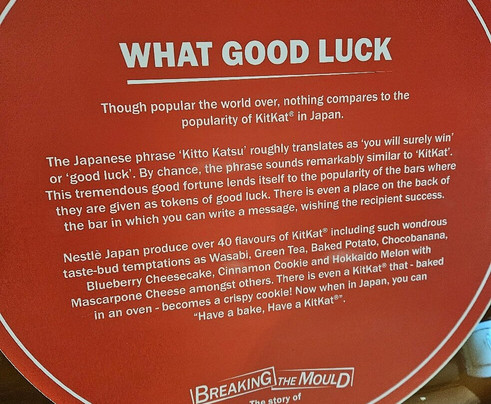 WHAT GOOD LUCK
Though popular the world over, nothing compares to the
popularity of KitKat® in Japan.
The Japanese phrase 'Kitto Katsu' roughly translates as 'you will surely win'
or 'good luck'. By chance, the phrase sounds remarkably similar to 'KitKat'.
This tremendous good fortune lends itself to the popularity of the bars where
they are given as tokens of good luck. There is even a place on the back of
the bar in which you can write a message, wishing the recipient success.
Nestlè Japan produce over 40 flavours of KitKat® including such wondrous
taste-bud temptations as Wasabi, Green Tea, Baked Potato, Chocobanana,
Blueberry Cheesecake, Cinnamon Cookie and Hokkaido Melon with
Mascarpone Cheese amongst others. There is even a KitKat® that - baked
in an oven - becomes a crispy cookie! Now when in Japan, you can
"Have a bake, Have a KitKat®".
BREAKING THE MOULD
The story of